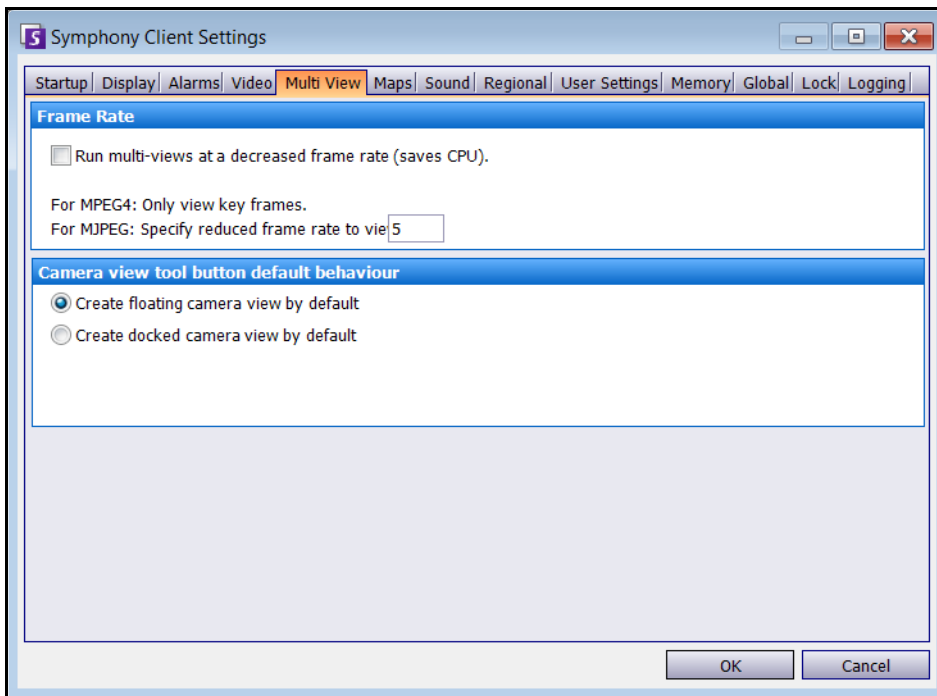 Symphony Client Settings
Startup Display Alarms Video Multi View Maps Sound Regional User Settings Memory Global Lock Logging
Frame Rate
Run multi-views at a decreased frame rate (saves CPU).
For MPEG4: Only view key frames.
For MJPEG: Specify reduced frame rate to vie 5
Camera view tool button default behaviour
Create floating camera view by default
Create docked camera view by default
OK Cancel